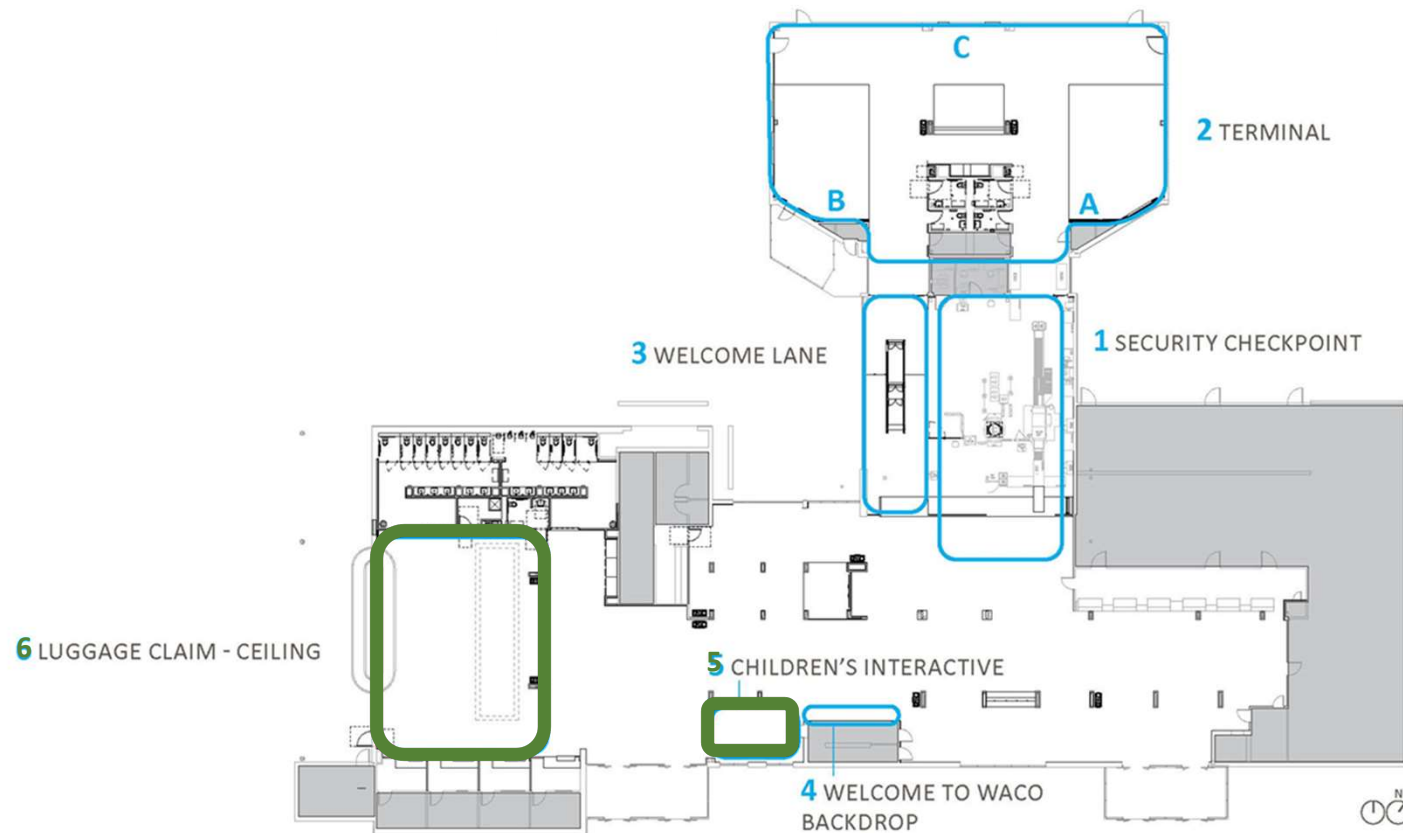 C
2 TERMINAL
B
A
3 WELCOME LANE
1 SECURITY CHECKPOINT
6 LUGGAGE CLAIM - CEILING
5 CHILDREN'S INTERACTIVE
4 WELCOME TO WACO
BACKDROP
N